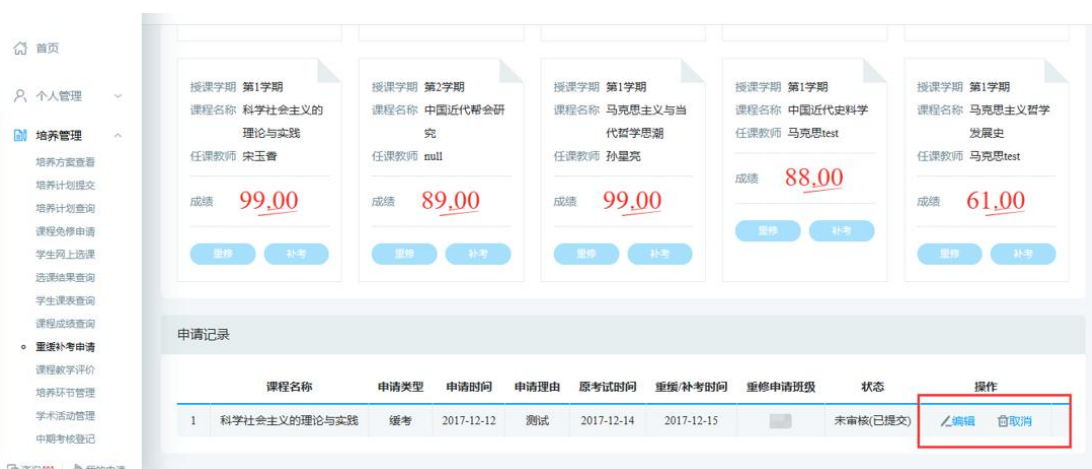 首页
个人管理
培养管理
培养方案查看
培养计划提交
培养计划查询
课程免修申请
学生网上选课
选课结果查询
学生课表查询
课程成绩查询
重缓补考申请
课程教学评价
培养环节管理
学术活动管理
中期考核登记
授课学期 第1学期
课程名称 科学社会主义的
理论与实践
任课教师 宋玉香
成绩 99.00
重修 补考
授课学期 第2学期
课程名称 中国近代帮会研
究
任课教师 null
成绩 89.00
重修 补考
授课学期 第1学期
课程名称 马克思主义与当
代哲学思潮
任课教师 孙星亮
成绩 99.00
重修 补考
授课学期 第1学期
课程名称 中国近代史料学
任课教师 马克思test
成绩 88.00
重修 补考
授课学期 第1学期
课程名称 马克思主义哲学
发展史
任课教师 马克思test
成绩 61.00
重修 补考
申请记录
课程名称 申请类型 申请时间 申请理由 原考试时间 重缓/补考时间 重修申请班级 状态 操作
1 科学社会主义的理论与实践 缓考 2017-12-12 测试 2017-12-14 2017-12-15 未审核(已提交) 编辑 取消